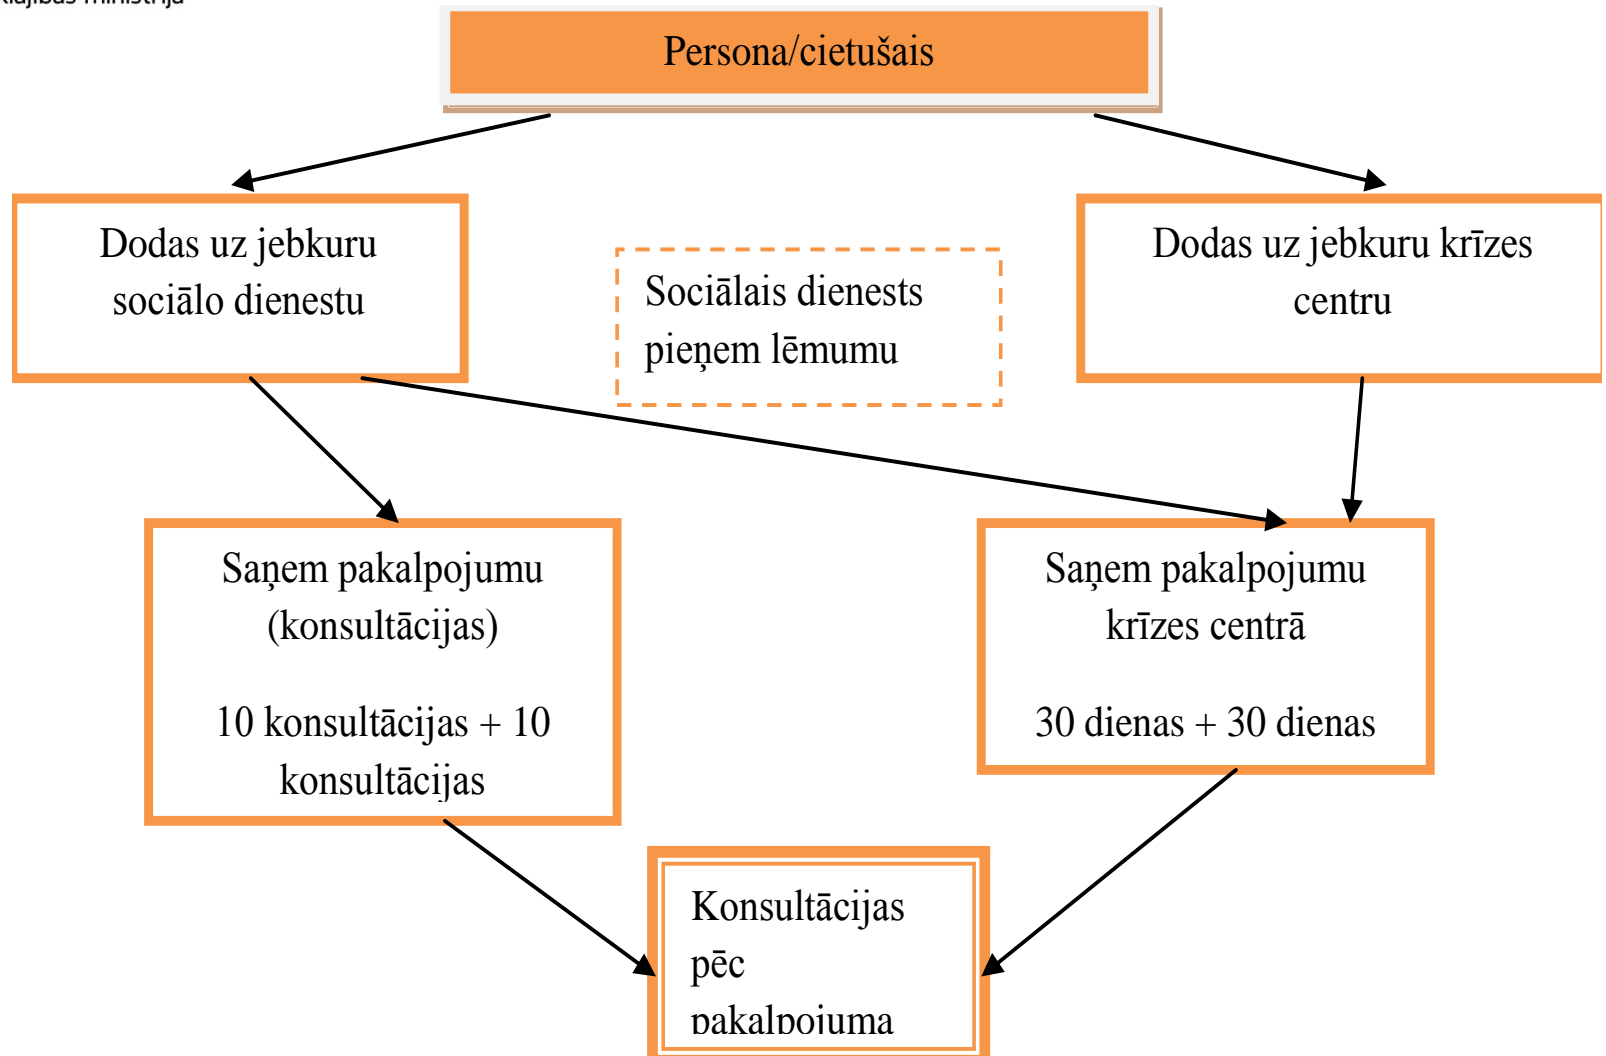 ministrija
Persona/cietušais
Dodas uz jebkuru
sociālo dienestu
Sociālais dienests
pieņem lēmumu
Dodas uz jebkuru krīzes
centru
Saņem pakalpojumu
(konsultācijas)
10 konsultācijas + 10
konsultācijas
Saņem pakalpojumu
krīzes centrā
30 dienas + 30 dienas
Konsultācijas
pēc
pakalpojuma